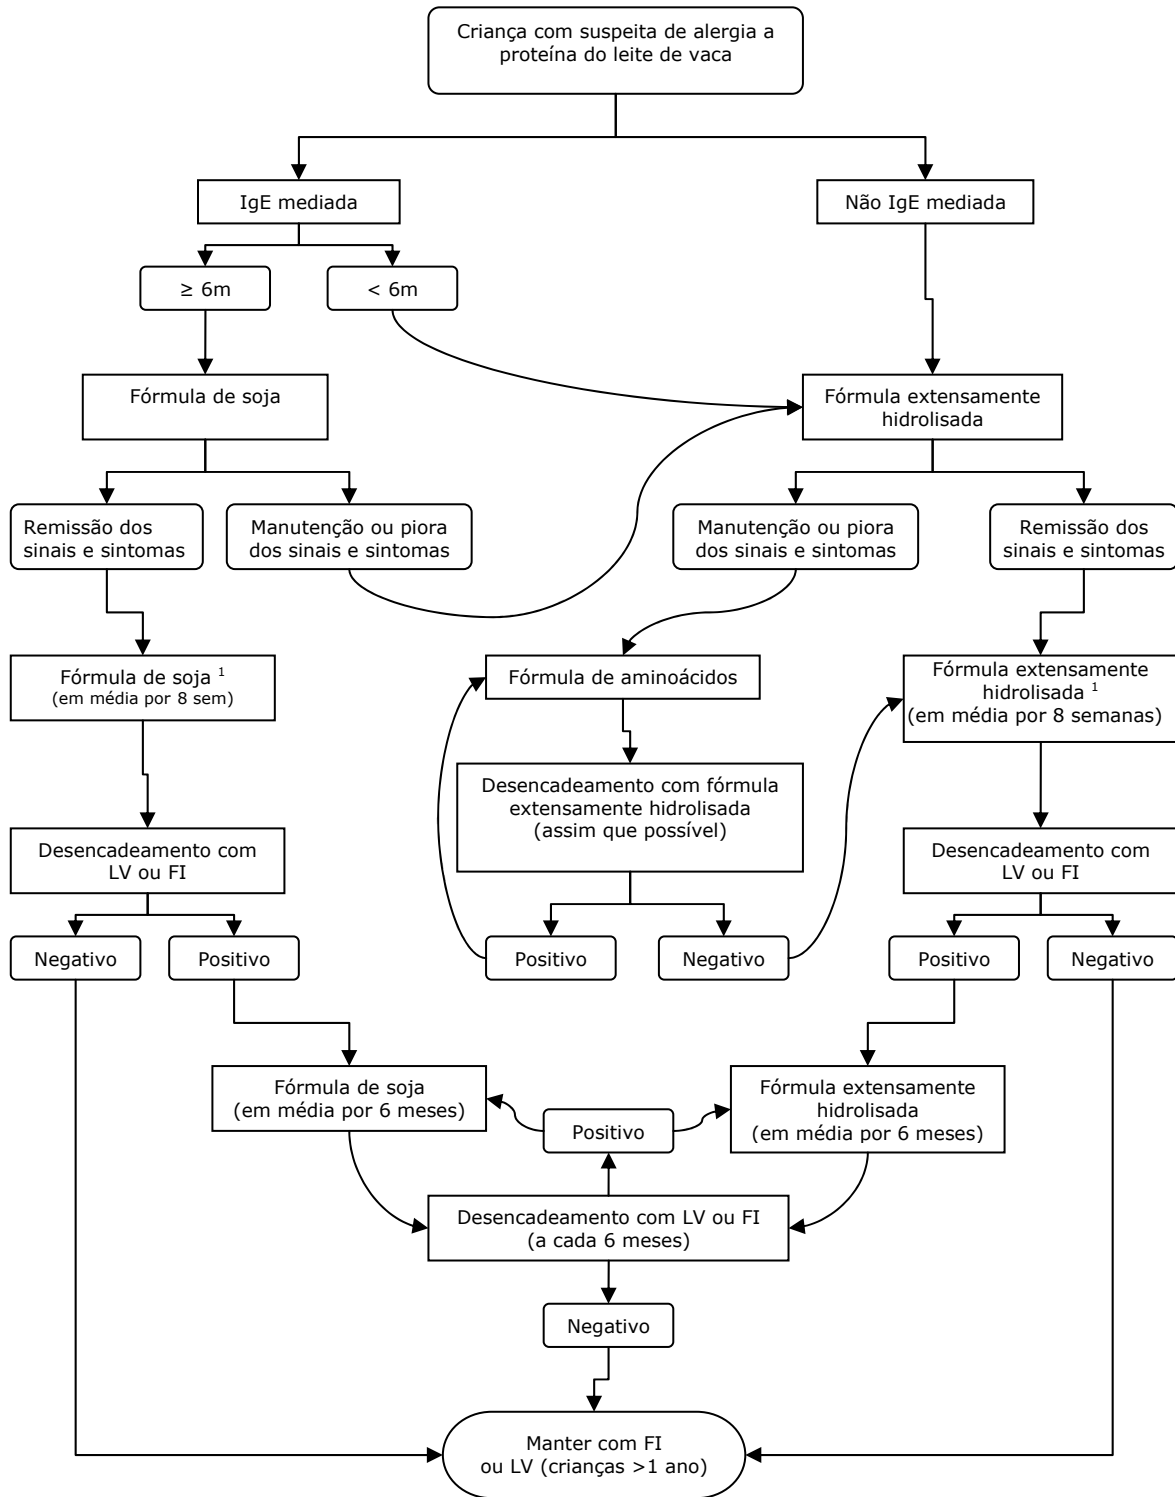 Criança com suspeita de alergia a
proteína do leite de vaca
IgE mediada
Não IgE mediada
≥ 6m
< 6m
Fórmula de soja
Fórmula extensamente
hidrolisada
Remissão dos
sinais e sintomas
Manutenção ou piora
dos sinais e sintomas
Manutenção ou piora
dos sinais e sintomas
Remissão dos
sinais e sintomas
Fórmula de soja ¹
(em média por 8 sem)
Fórmula de aminoácidos
Fórmula extensamente
hidrolisada ¹
(em média por 8 semanas)
Desencadeamento com fórmula
extensamente hidrolisada
(assim que possível)
Desencadeamento com
LV ou FI
Desencadeamento com
LV ou FI
Negativo
Positivo
Positivo
Negativo
Positivo
Negativo
Fórmula de soja
(em média por 6 meses)
Positivo
Fórmula extensamente
hidrolisada
(em média por 6 meses)
Desencadeamento com LV ou FI
(a cada 6 meses)
Negativo
Manter com FI
ou LV (crianças >1 ano)